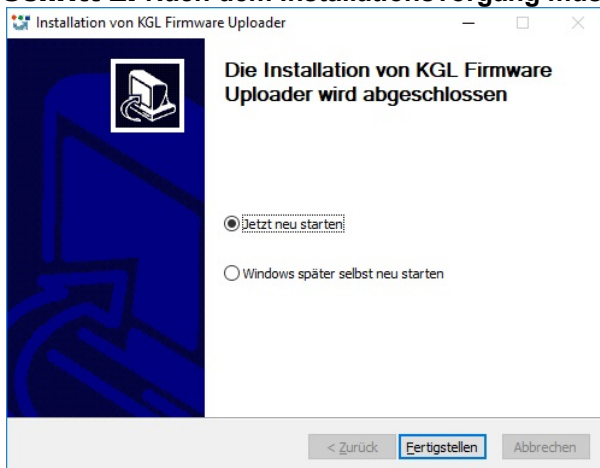 Installation von KGL Firmware Uploader
Die Installation von KGL Firmware
Uploader wird abgeschlossen
Jetzt neu starten
Windows später selbst neu starten
< Zurück Fertigstellen Abbrechen